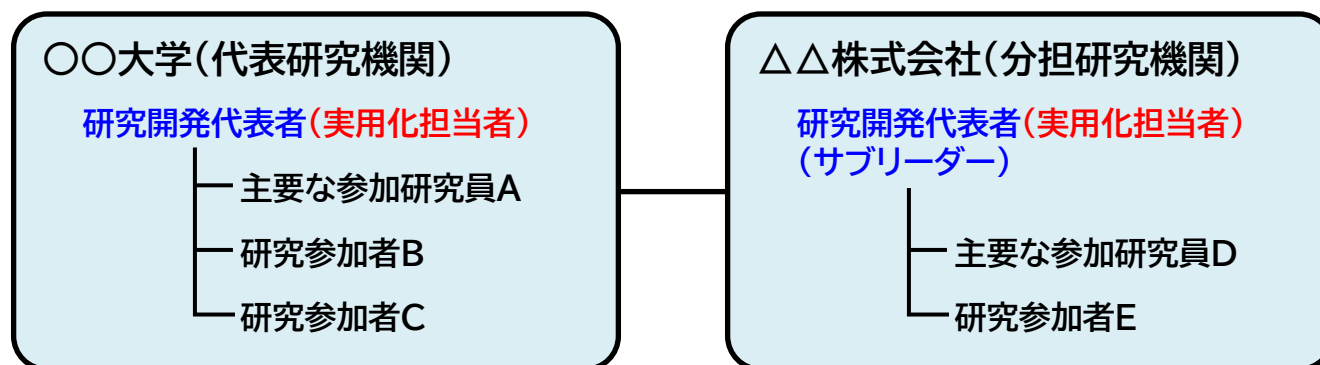 〇〇大学(代表研究機関)
研究開発代表者(実用化担当者)
主要な参加研究員A
研究参加者B
研究参加者C
△△株式会社(分担研究機関)
研究開発代表者(実用化担当者)
(サブリーダー)
主要な参加研究員D
研究参加者E